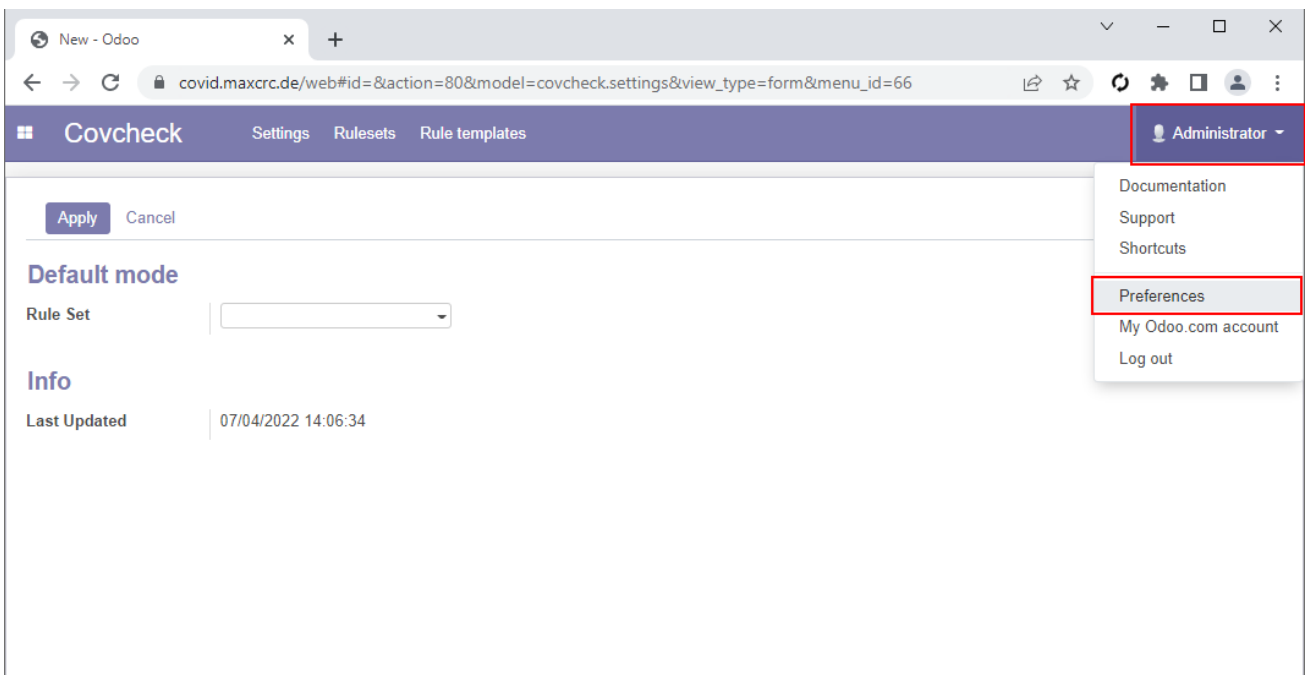 New - Odoo
covid.maxcrc.de/web#id=&action=80&model=covcheck.settings&view_type=form&menu_id=66
Covcheck Settings Rulesets Rule templates Administrator
Documentation
Support
Shortcuts
Preferences
My Odoo.com account
Log out
Apply Cancel
Default mode
Rule Set
Info
Last Updated 07/04/2022 14:06:34